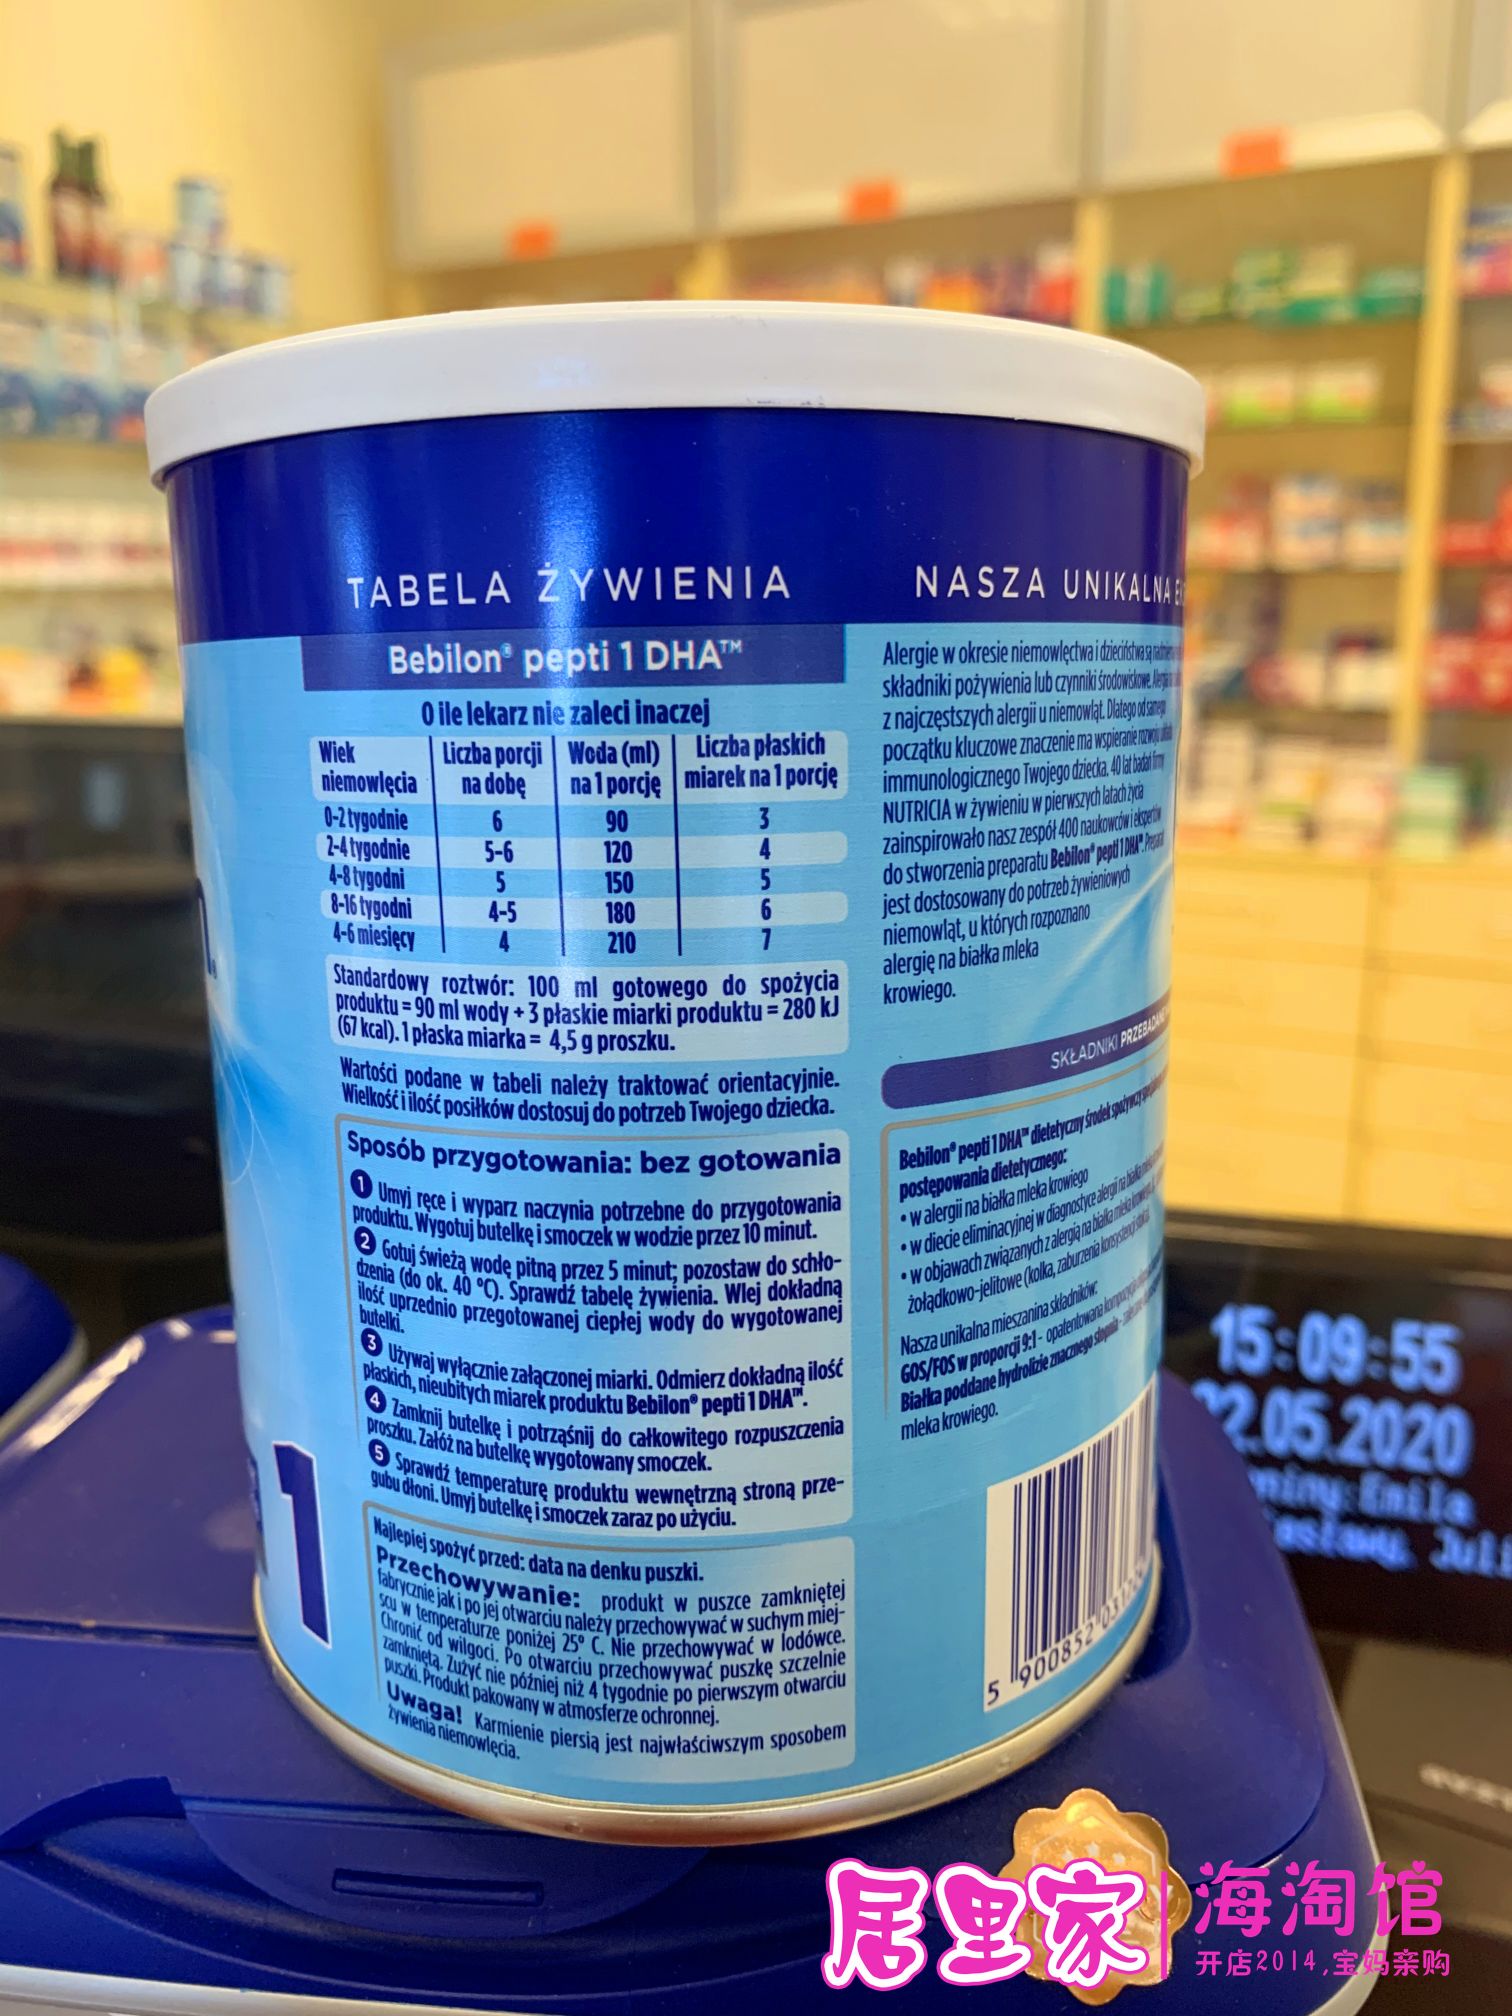 TABELA ŻYWIENIA
Bebilon® pepti 1 DHA™
O ile lekarz nie zaleci inaczej
Wiek niemowlęcia Liczba porcji na dobę Woda (ml) na 1 porcję Liczba płaskich miarek na 1 porcję
0-2 tygodnie 6 90 3
2-4 tygodnie 5-6 120 4
4-8 tygodni 5 150 5
8-16 tygodni 4-5 180 6
4-6 miesięcy 4 210 7
Standardowy roztwór: 100 ml gotowego do spożycia
produktu = 90 ml wody + 3 płaskie miarki produktu = 280 kJ
(67 kcal). 1 płaska miarka = 4,5 g proszku.
Wartości podane w tabeli należy traktować orientacyjnie.
Wielkość i ilość posiłków dostosuj do potrzeb Twojego dziecka.
Sposób przygotowania: bez gotowania
1 Umyj ręce i wyparz naczynia potrzebne do przygotowania
produktu. Wygotuj butelkę i smoczek w wodzie przez 10 minut.
2 Gotuj świeżą wodę pitną przez 5 minut; pozostaw do schło-
dzenia (do ok. 40 °C). Sprawdź tabelę żywienia. Wlej dokładną
ilość uprzednio przegotowanej ciepłej wody do wygotowanej
butelki.
3 Używaj wyłącznie załączonej miarki. Odmierz dokładną ilość
płaskich, nieubitych miarek produktu Bebilon® pepti 1 DHA™.
4 Zamknij butelkę i potrząśnij do całkowitego rozpuszczenia
proszku. Załóż na butelkę wygotowany smoczek.
5 Sprawdź temperaturę produktu wewnętrzną stroną prze-
gubu dłoni. Umyj butelkę i smoczek zaraz po użyciu.
Najlepiej spożyć przed: data na denku puszki.
Przechowywanie: produkt w puszce zamkniętej
fabrycznie jak i po jej otwarciu należy przechowywać w suchym miej-
scu w temperaturze poniżej 25° C. Nie przechowywać w lodówce.
Chronić od wilgoci. Po otwarciu przechowywać puszkę szczelnie
zamkniętą. Zużyć nie później niż 4 tygodnie po pierwszym otwarciu
puszki. Produkt pakowany w atmosferze ochronnej.
Uwaga! Karmienie piersią jest najwłaściwszym sposobem
żywienia niemowlęcia.
1
NASZA UNIKALNA
Alergie w okresie niemowlęctwa i dzieciństwa są
składniki pożywienia lub czynniki środowiskowe.
z najczęstszych alergii u niemowląt. Dlatego od samego
początku kluczowe znaczenie ma wspieranie rozwoju układu
immunologicznego Twojego dziecka. 40 lat badań firmy
NUTRICIA w żywieniu w pierwszych latach życia
zainspirowało nasz zespół 400 naukowców i ekspertów
do stworzenia preparatu Bebilon® pepti 1 DHA™. Preparat
jest dostosowany do potrzeb żywieniowych
niemowląt, u których rozpoznano
alergię na białka mleka
krowiego.
SKŁADNIKI
Bebilon® pepti 1 DHA™ dietetyczny środek spożywczy
postępowania dietetycznego:
• w alergii na białka mleka krowiego
• w diecie eliminacyjnej w diagnostyce alergii na białka
• w objawach związanych z alergią na białka mleka
żołądkowo-jelitowe (kolka, zaburzenia konsystencji
Nasza unikalna mieszanina składników:
GOS/FOS w proporcji 9:1 - opatentowana kompozycja
Białka poddane hydrolizie znacznego stopnia -
mleka krowiego.
5 900852 031
15:09:55
2.05.2020
居里家 海淘馆
开店2014,宝妈亲购